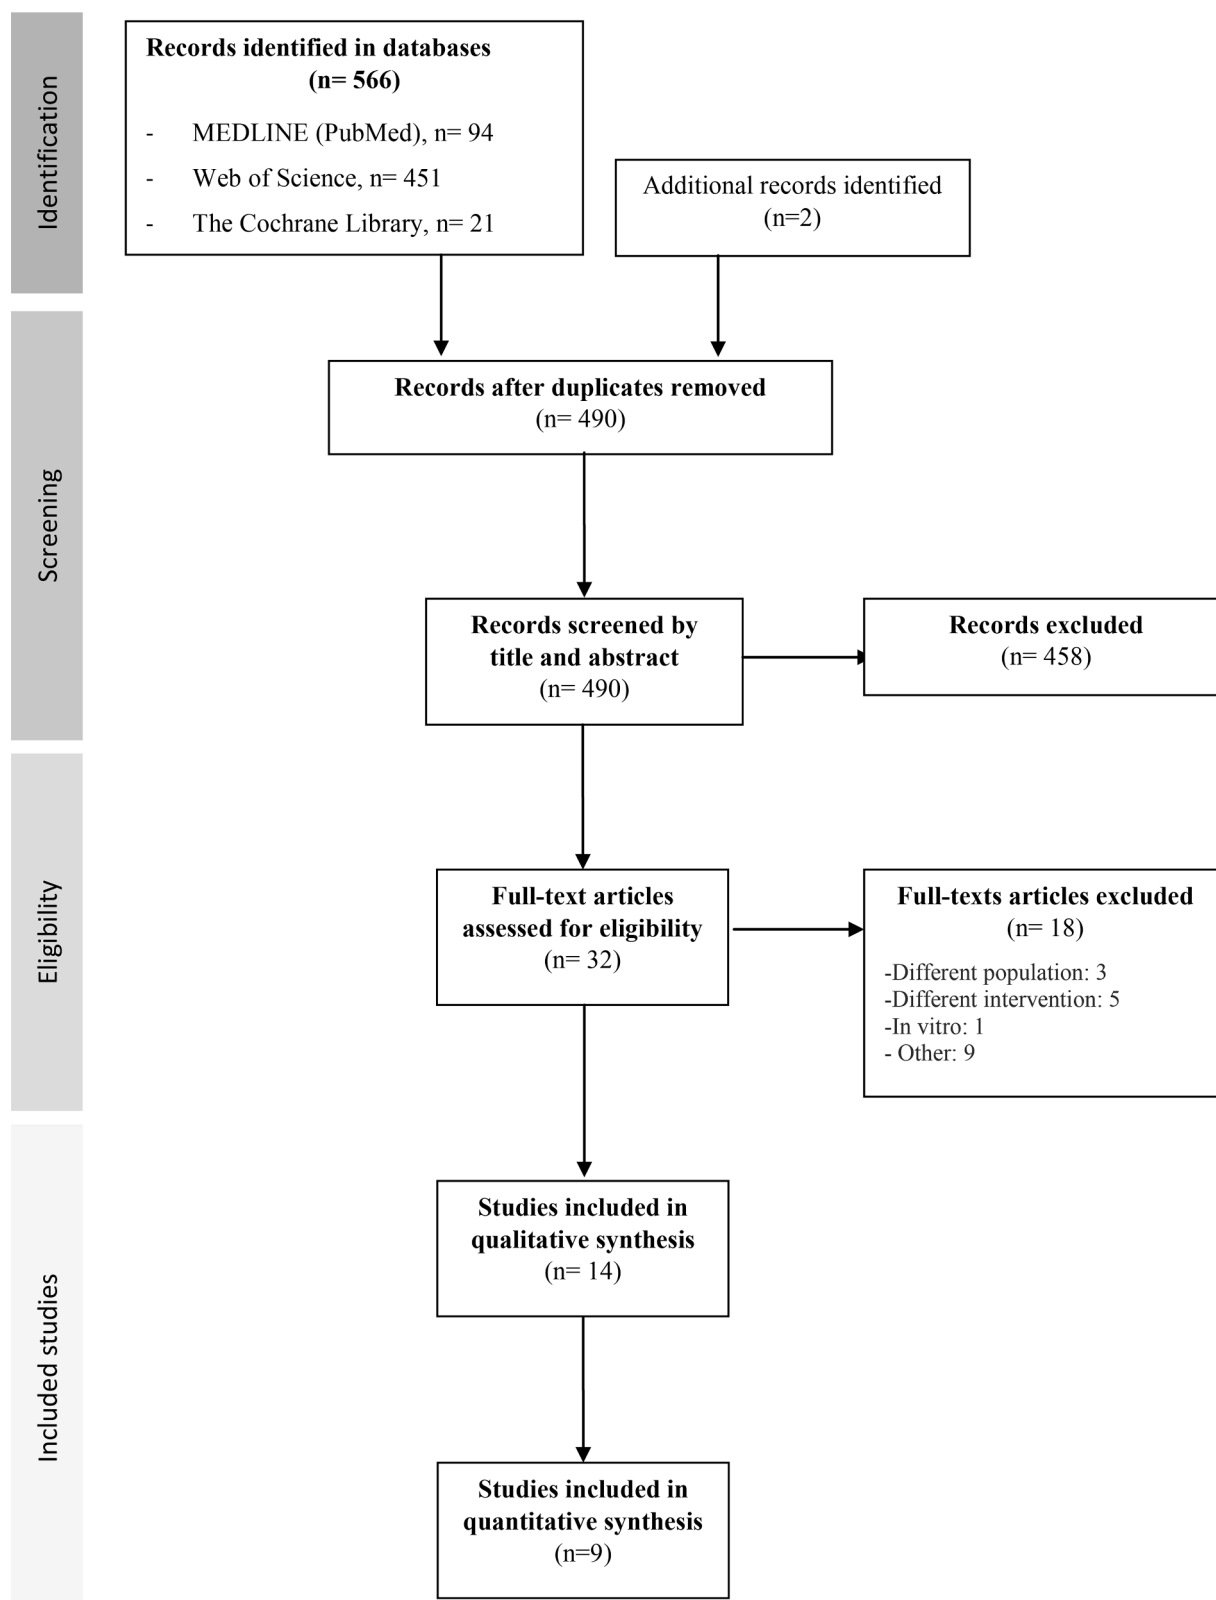 Identification
Records identified in databases
(n= 566)
- MEDLINE (PubMed), n= 94
- Web of Science, n= 451
- The Cochrane Library, n= 21
Additional records identified
(n=2)
Screening
Records after duplicates removed
(n= 490)
Records screened by
title and abstract
(n= 490)
Records excluded
(n= 458)
Eligibility
Full-text articles
assessed for eligibility
(n= 32)
Full-texts articles excluded
(n= 18)
-Different population: 3
-Different intervention: 5
-In vitro: 1
- Other: 9
Included studies
Studies included in
qualitative synthesis
(n= 14)
Studies included in
quantitative synthesis
(n=9)